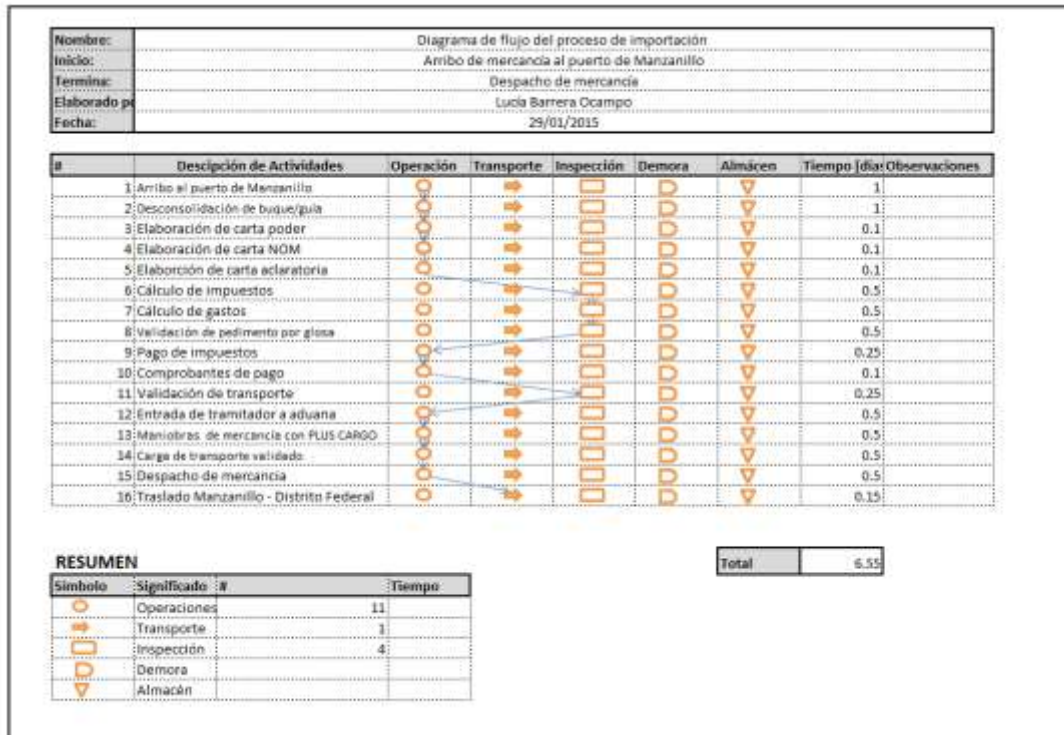 Nombre: Diagrama de flujo del proceso de importación
Inicio: Arribo de mercancía al puerto de Manzanillo
Termina: Despacho de mercancía
Elaborado po Lucía Barrera Ocampo
Fecha: 29/01/2015
# Descipción de Actividades Operación Transporte Inspección Demora Almácen Tiempo [días Observaciones
1 Arribo al puerto de Manzanillo 1
2 Desconsolidación de buque/guía 1
3 Elaboración de carta poder 0.1
4 Elaboración de carta NOM 0.1
5 Elaborción de carta aclaratoria 0.1
6 Cálculo de impuestos 0.5
7 Cálculo de gastos 0.5
8 Validación de pedimento por glosa 0.5
9 Pago de impuestos 0.25
10 Comprobantes de pago 0.1
11 Validación de transporte 0.25
12 Entrada de tramitador a aduana 0.5
13 Maniobras de mercancía con PLUS CARGO 0.5
14 Carga de transporte validado 0.5
15 Despacho de mercancía 0.5
16 Traslado Manzanillo - Distrito Federal 0.15
Total 6.55
RESUMEN
Símbolo Significado # Tiempo
Operaciones 11
Transporte 1
Inspección 4
Demora
Almacén